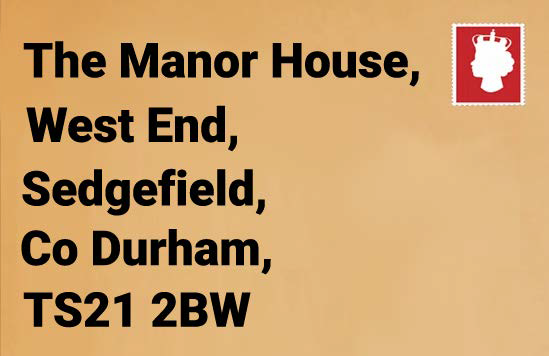 The Manor House,
West End,
Sedgefield,
Co Durham,
TS21 2BW